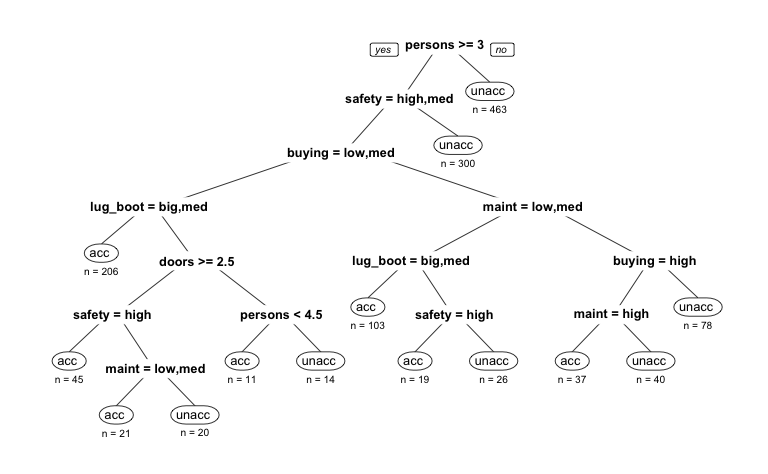 yes persons >= 3 no
unacc
n = 463
safety = high,med
unacc
n = 300
buying = low,med
lug_boot = big,med
maint = low,med
acc
n = 206
doors >= 2.5
lug_boot = big,med
buying = high
safety = high
persons < 4.5
acc
n = 103
safety = high
maint = high
unacc
n = 78
acc
n = 45
maint = low,med
acc
n = 11
unacc
n = 14
acc
n = 19
unacc
n = 26
acc
n = 37
unacc
n = 40
acc
n = 21
unacc
n = 20